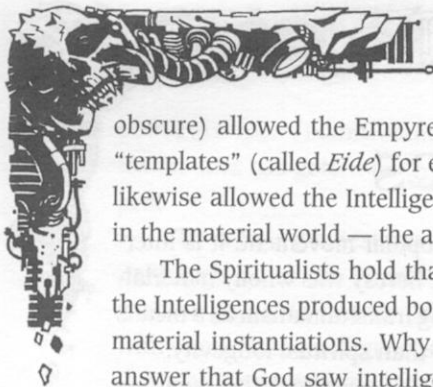 obscure) allowed the Empyre
“templates” (called Eide) for e
likewise allowed the Intellige
in the material world — the a
The Spiritualists hold tha
the Intelligences produced bo
material instantiations. Why
answer that God saw intellig